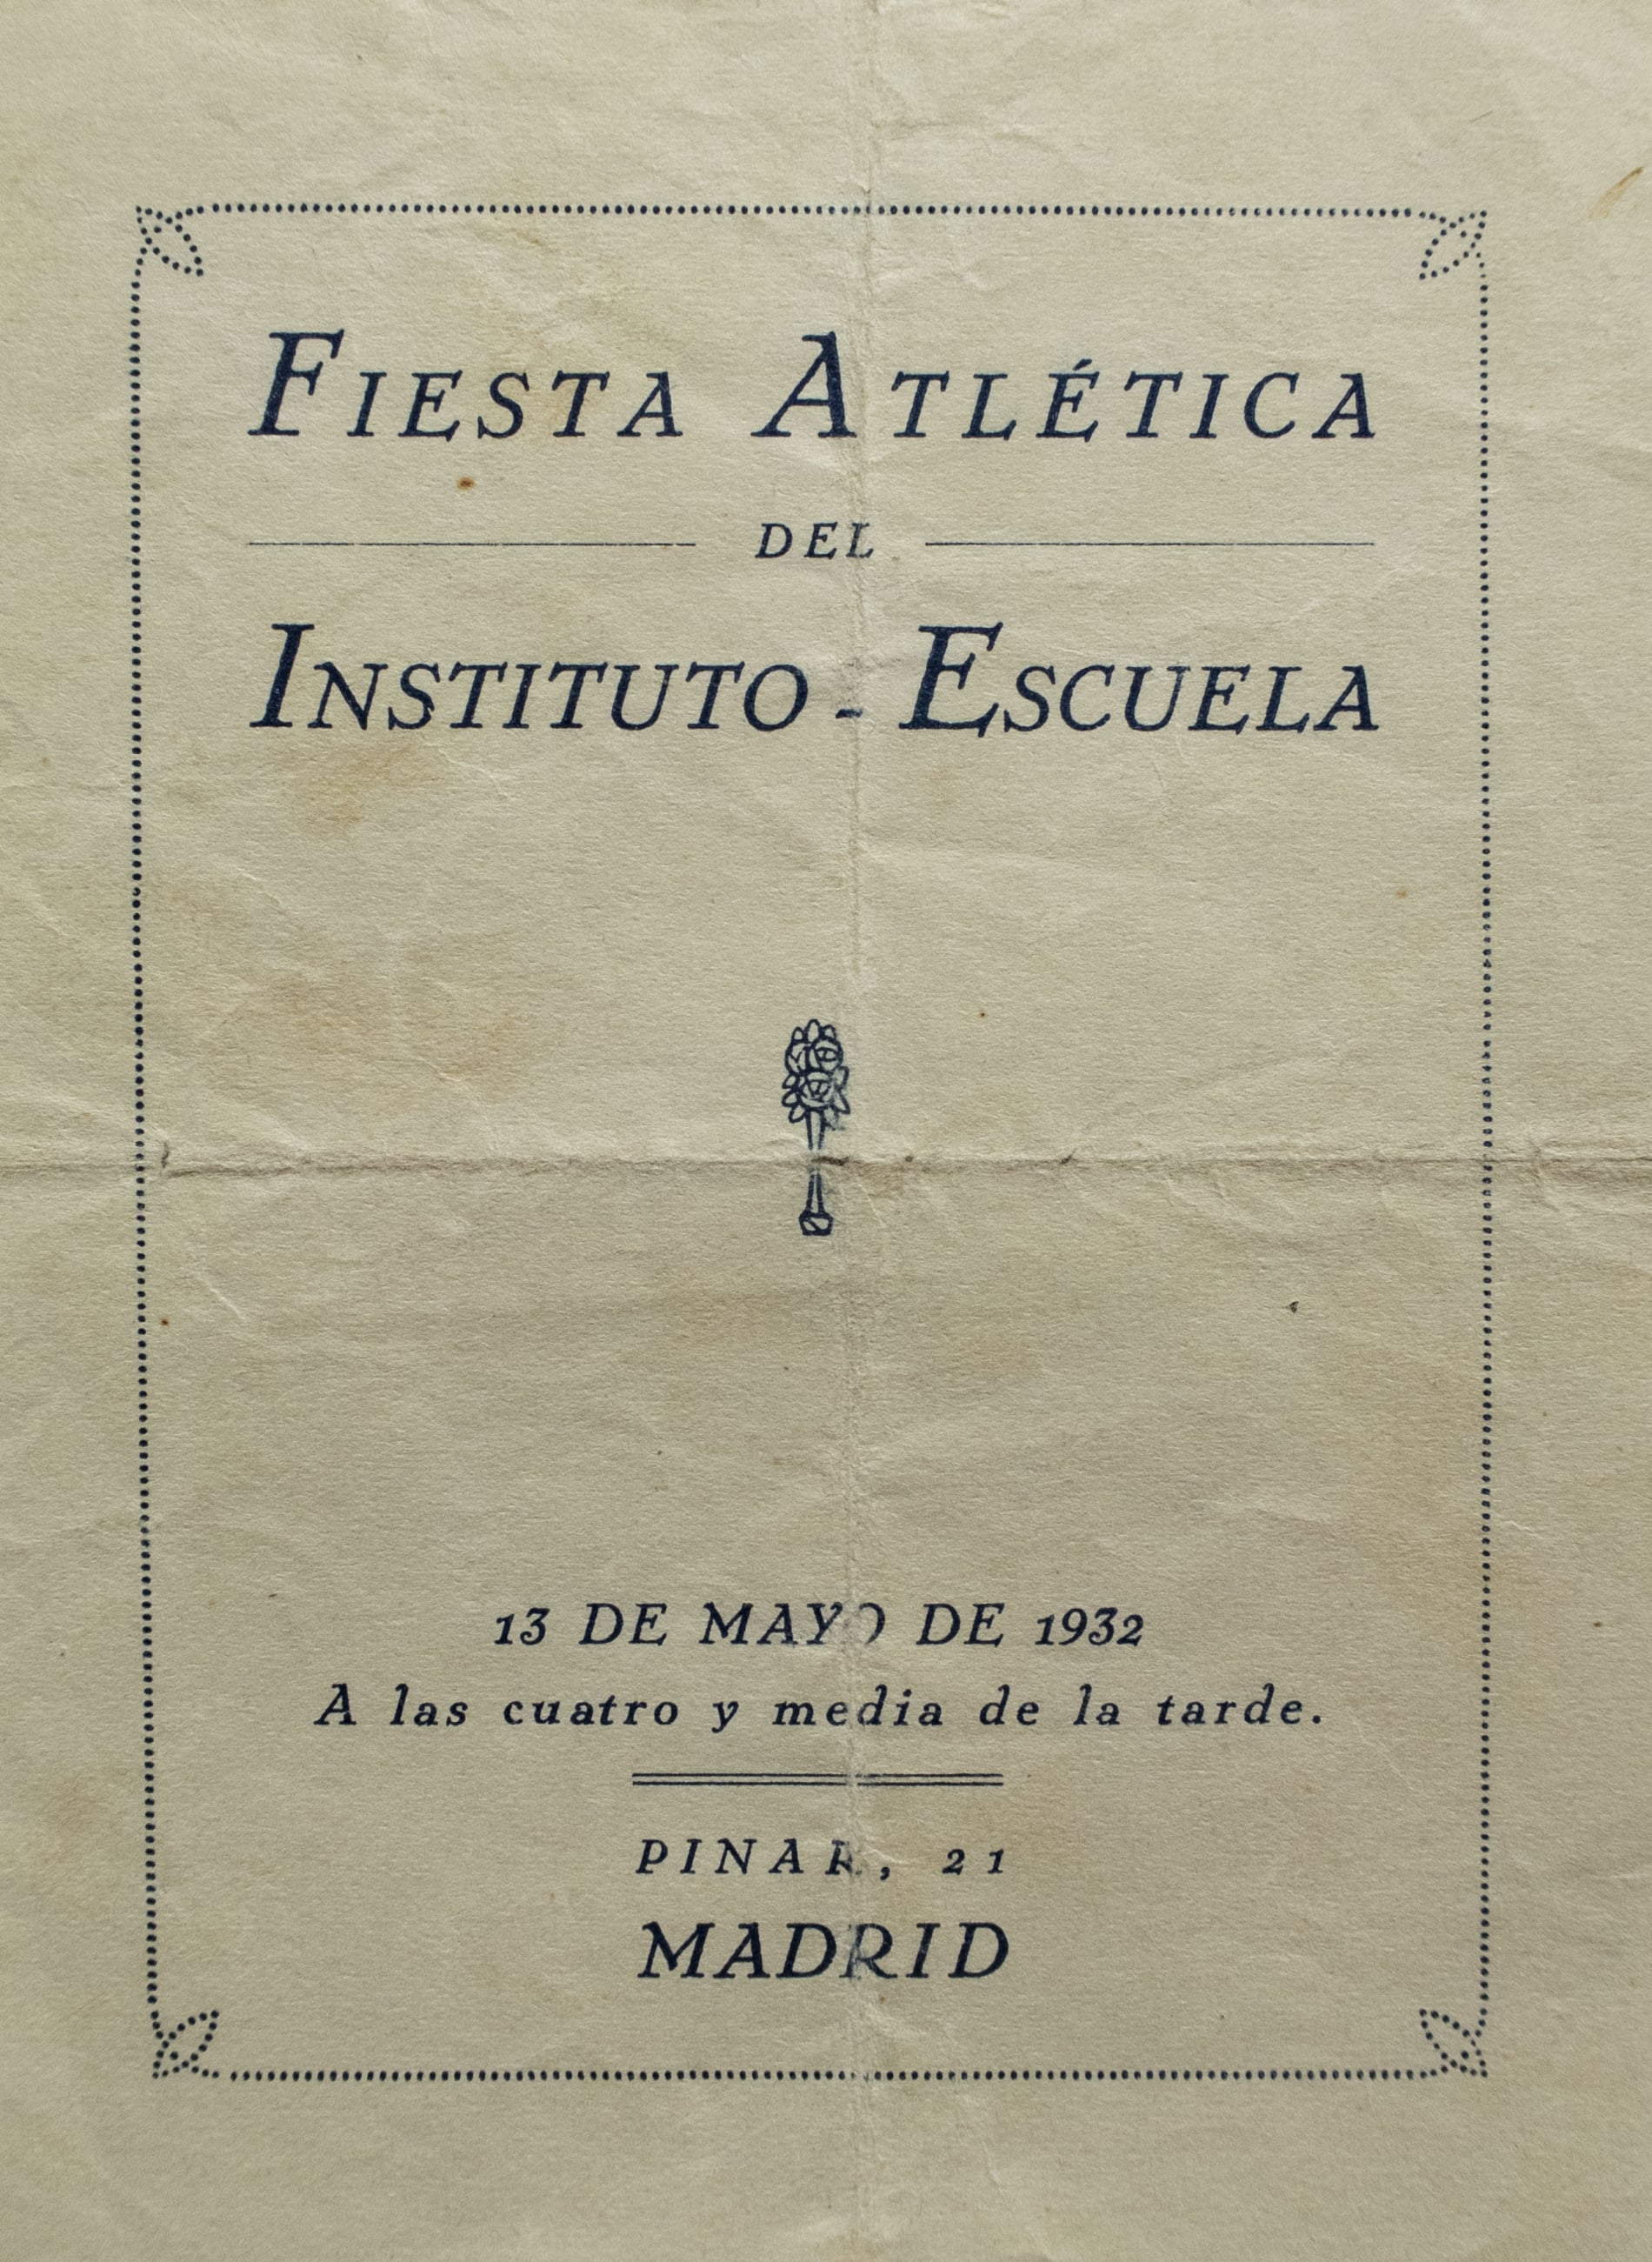 FIESTA ATLÉTICA
DEL
INSTITUTO - ESCUELA
13 DE MAYO DE 1932
A las cuatro y media de la tarde.
PINAR, 21
MADRID